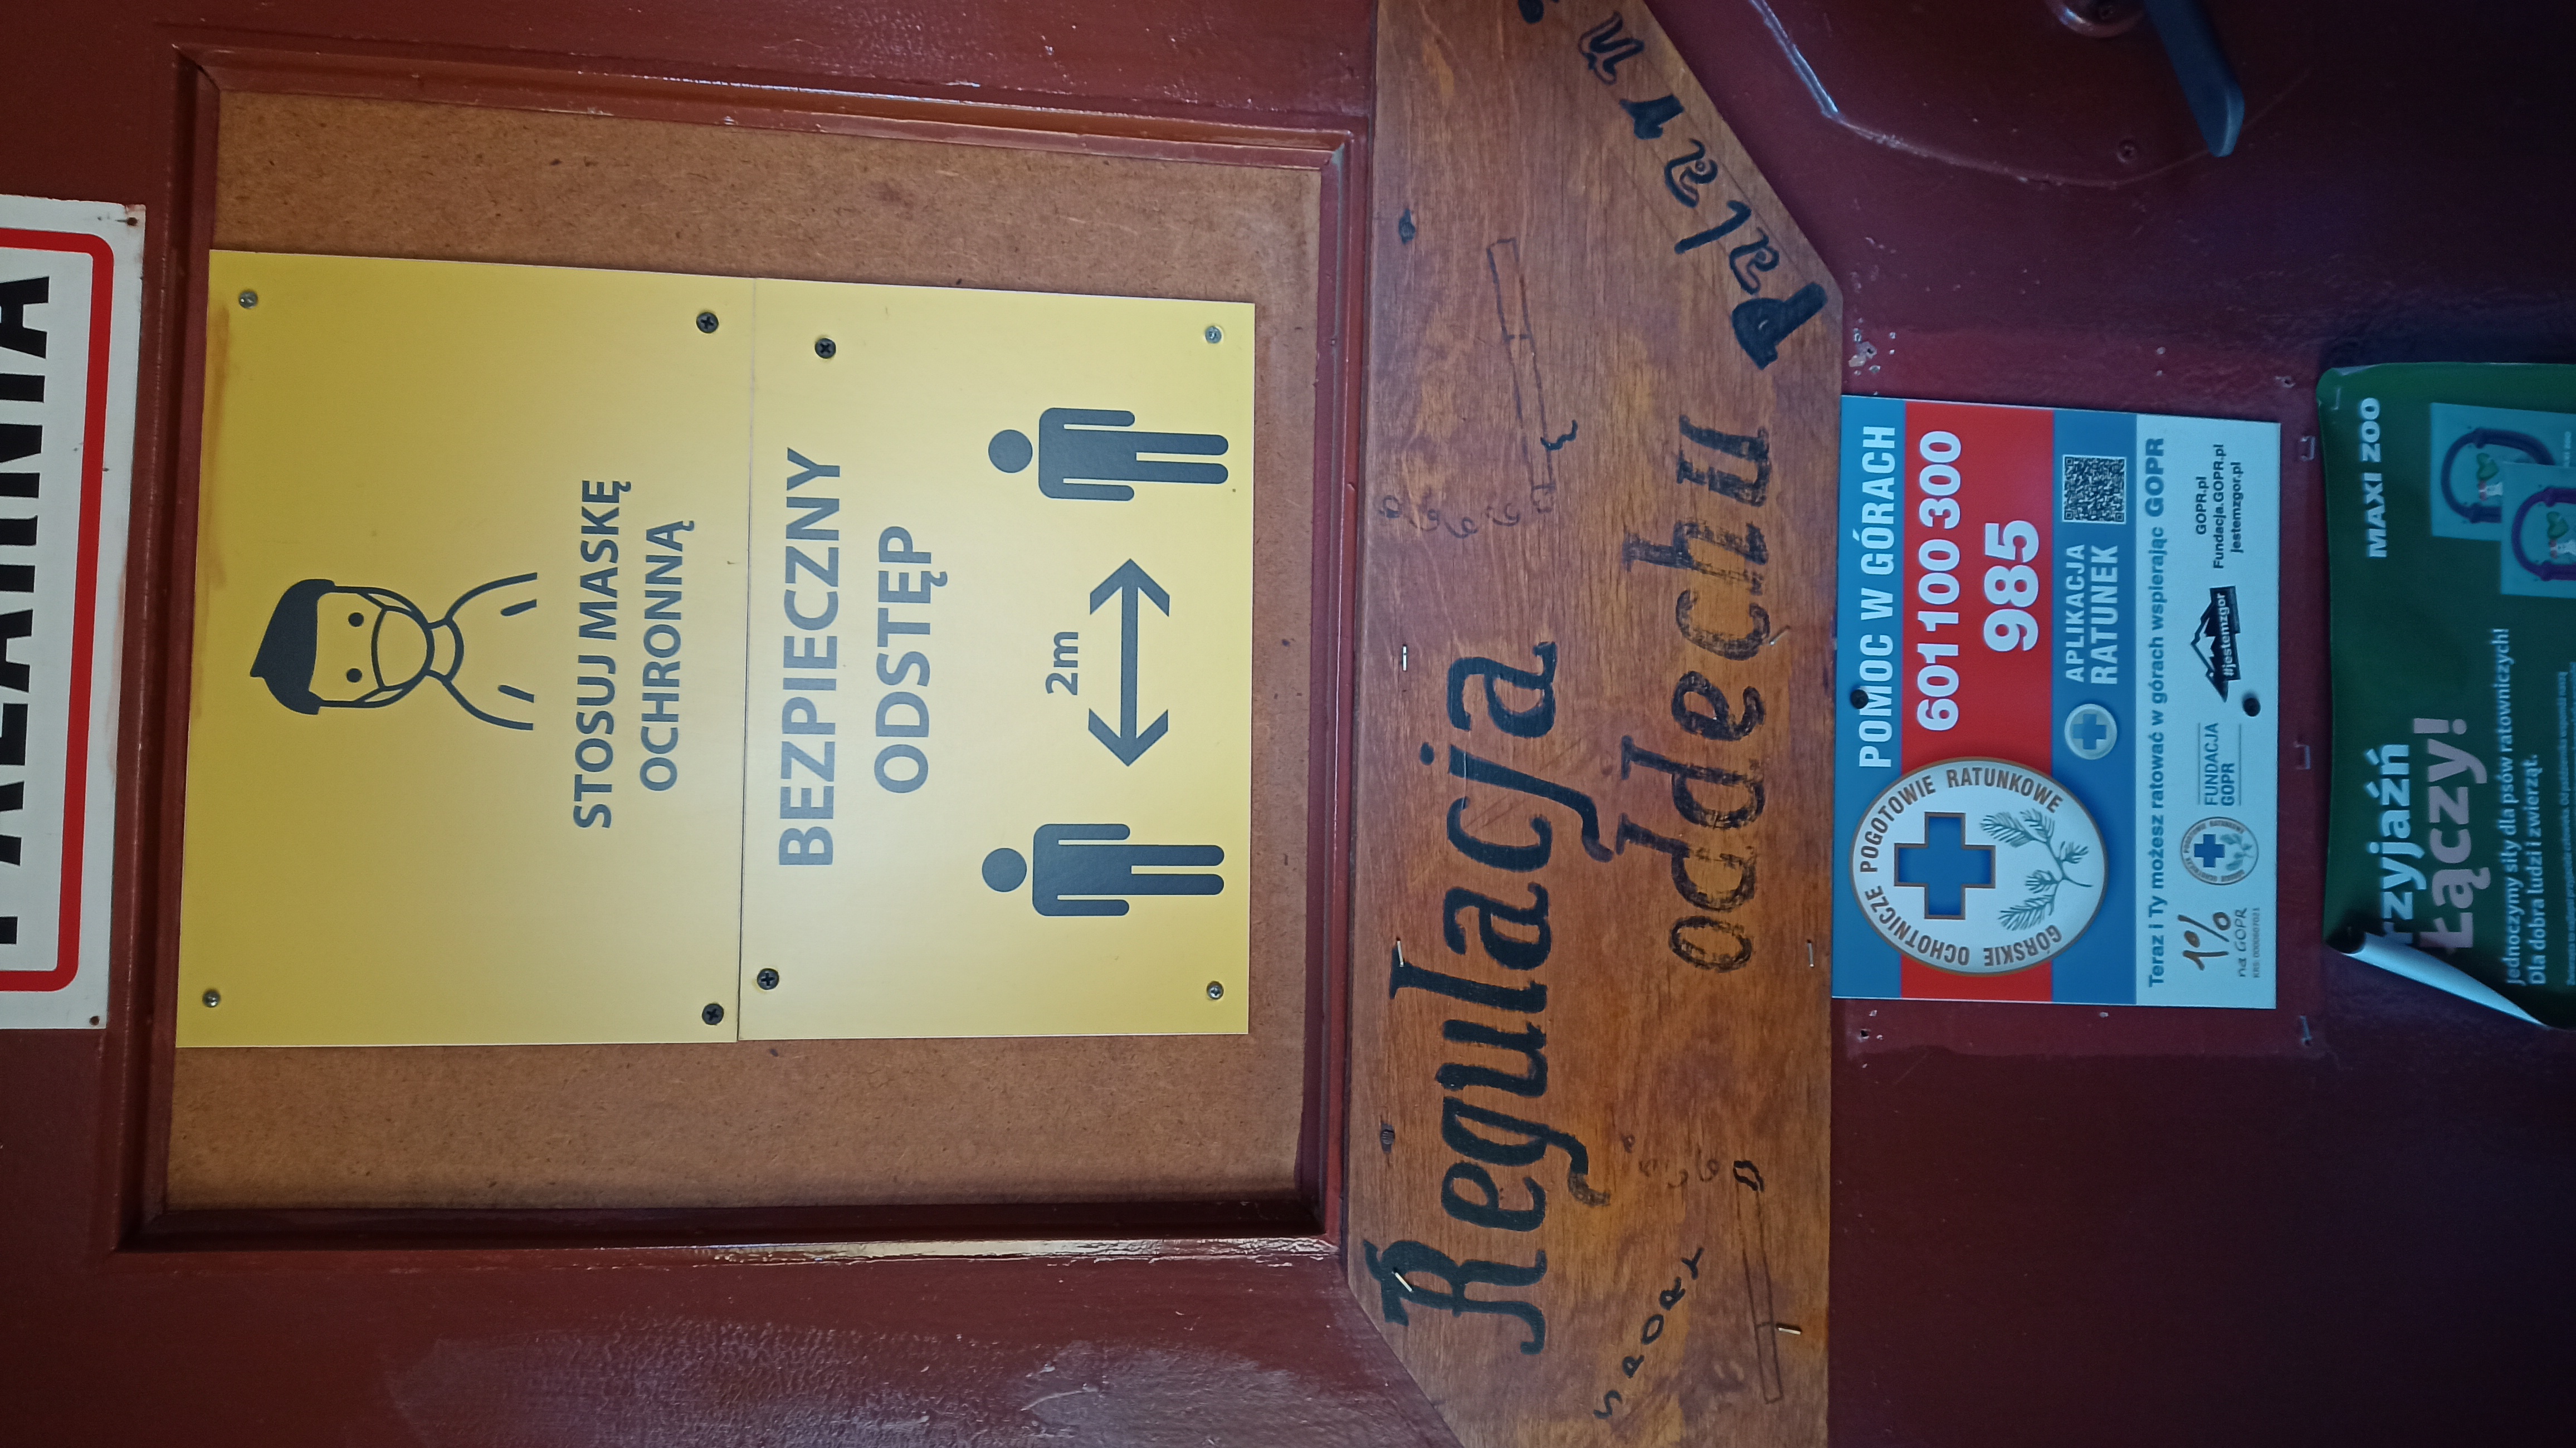 STOSUJ MASKĘ
OCHRONNĄ
BEZPIECZNY
ODSTĘP
2m
Regulacja
oddechu
SPORT
POMOC W GÓRACH
601 100 300
985
APLIKACJA
RATUNEK
GÓRSKIE OCHOTNICZE POGOTOWIE RATUNKOWE
Teraz i Ty możesz ratować w górach wspierając GOPR
1%
na GOPR
FUNDACJA
GOPR
#jestemzgor
GOPR.pl
Fundacja.GOPR.pl
jestemzgor.pl
MAXI ZOO
Łączy!
Jednoczymy siły dla psów ratowniczych!
Dla dobra ludzi i zwierząt.